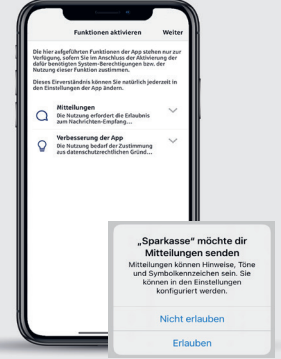 Funktionen aktivieren Weiter
Die hier aufgeführten Funktionen der App stehen nur zur
Verfügung, sofern Sie im Anschluss der Aktivierung der
dafür benötigten System-Berechtigungen bzw. der
Nutzung dieser Funktion zustimmen.
Dieses Einverständnis können Sie natürlich jederzeit in
den Einstellungen der App ändern.
Mitteilungen
Die Nutzung erfordert die Erlaubnis
zum Nachrichten-Empfang...
Verbesserung der App
Die Nutzung bedarf der Zustimmung
aus datenschutzrechtlichen Gründ...
„Sparkasse“ möchte dir
Mitteilungen senden
Mitteilungen können Hinweise, Töne
und Symbolkennzeichen sein. Sie
können in den Einstellungen
konfiguriert werden.
Nicht erlauben
Erlauben